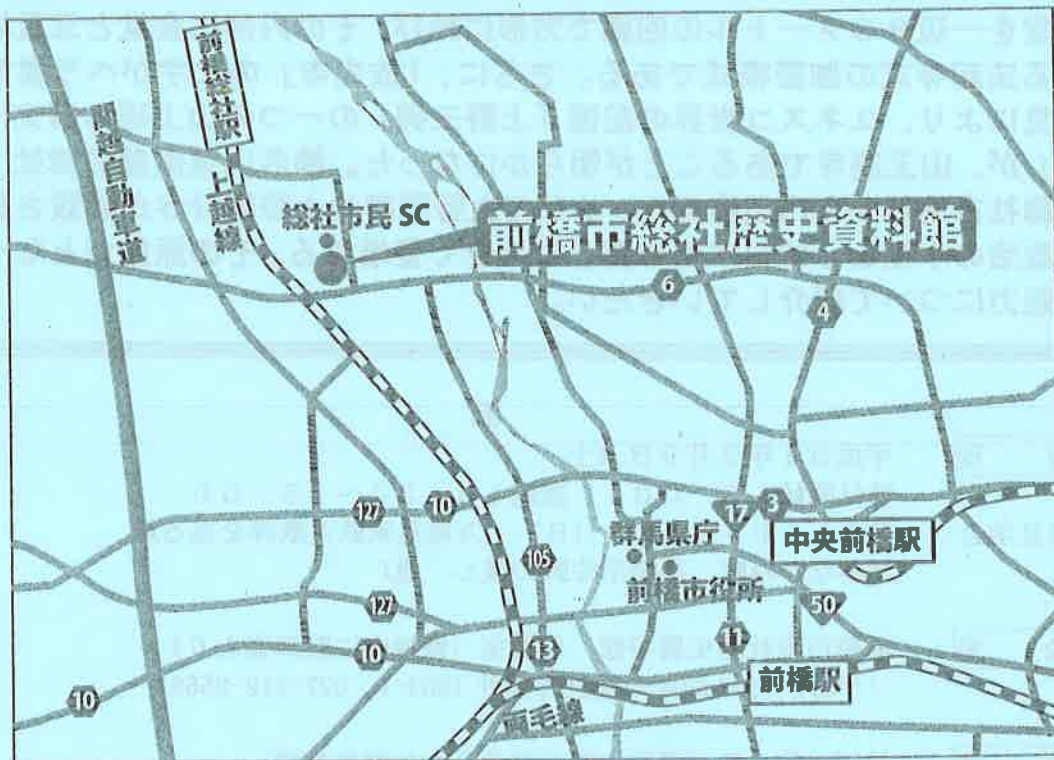 前橋総社駅
関越自動車道
上越線
総社市民SC
前橋市総社歴史資料館
6
4
127
10
17
3
群馬県庁
中央前橋駅
105
前橋市役所
127
50
10
13
11
前橋駅
10
両毛線